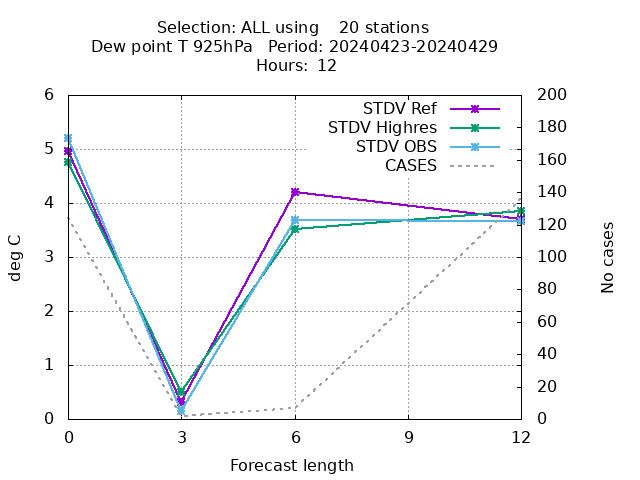 Selection: ALL using    20 stations
Dew point T 925hPa   Period: 20240423-20240429
Hours: 12
STDV Ref
STDV Highres
STDV OBS
CASES
deg C
6
5
4
3
2
1
0
200
180
160
140
120
100
80
60
40
20
0
No cases
0 3 6 9 12
Forecast length